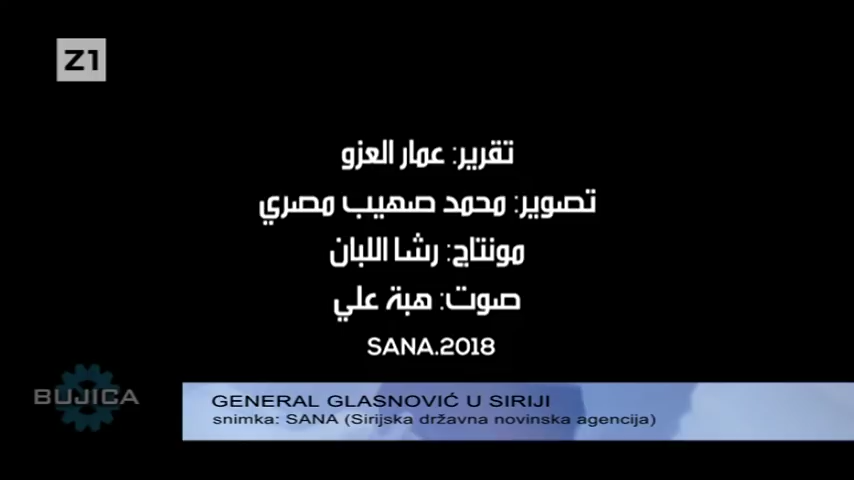 Z1
تقرير: عمار العزو
تصوير: محمد صهيب مصري
مونتاج: رشا اللبان
صوت: هبة علي
SANA.2018
BUJICA
GENERAL GLASNOVIĆ U SIRIJI
snimka: SANA (Sirijska državna novinska agencija)